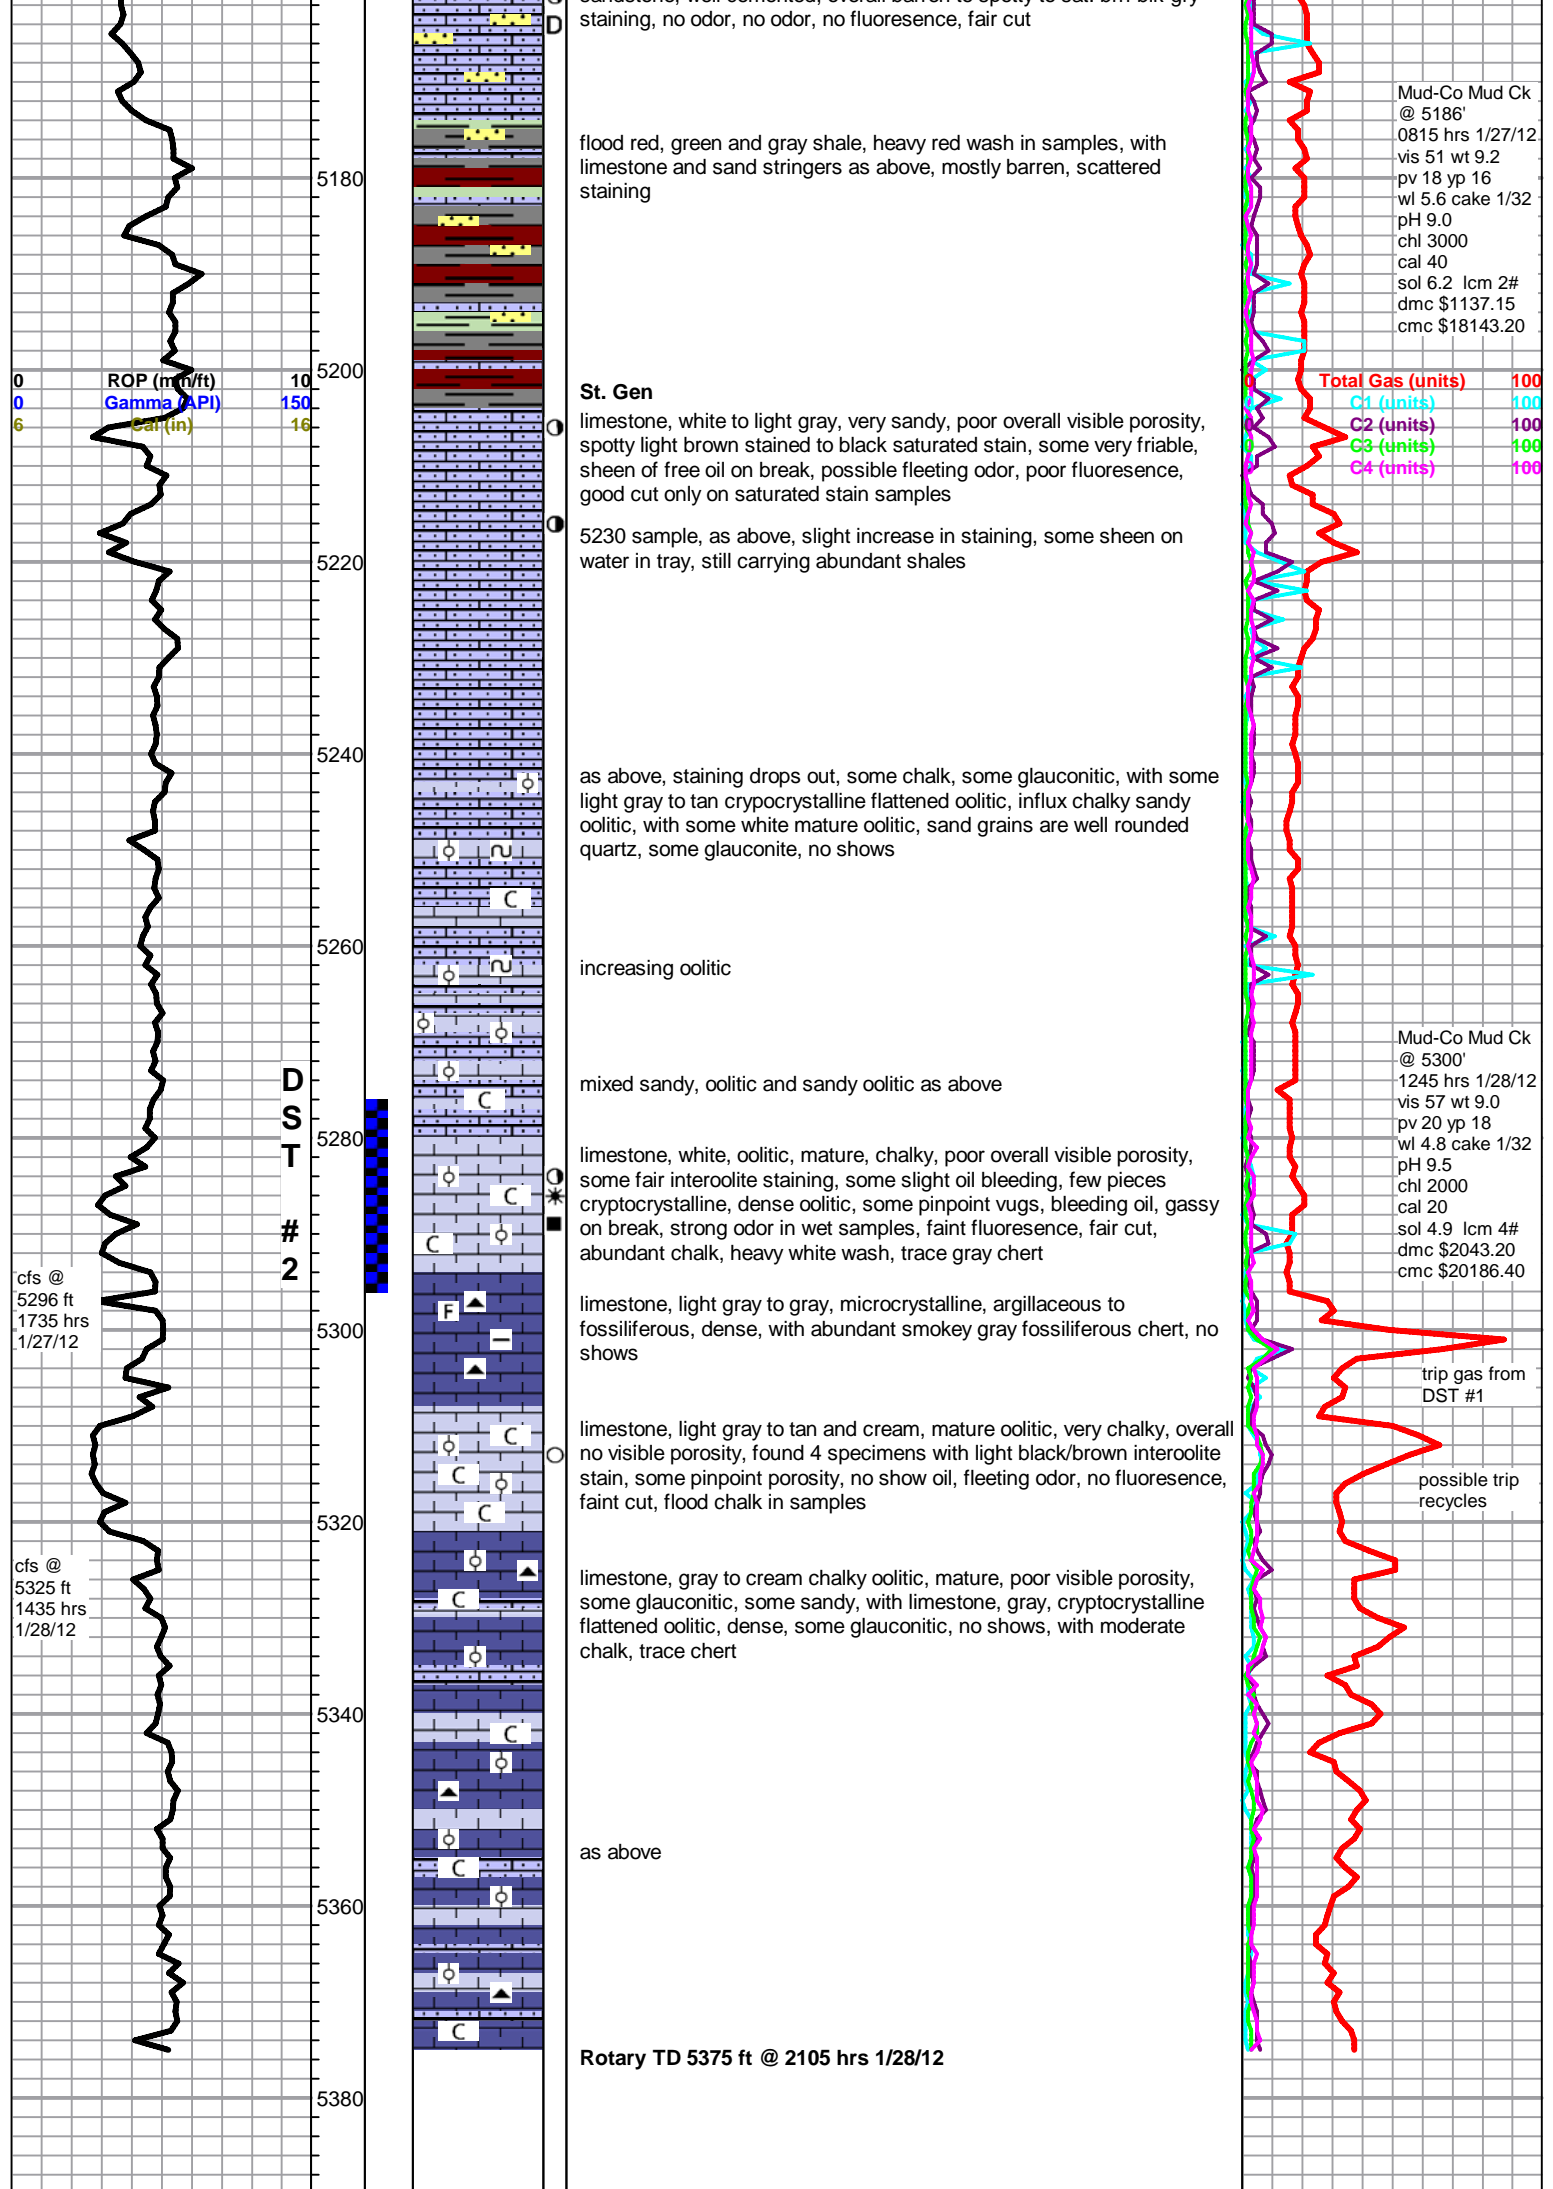 staining, no odor, no odor, no fluoresence, fair cut
D
Mud-Co Mud Ck
@ 5186'
0815 hrs 1/27/12
vis 51 wt 9.2
pv 18 yp 16
wl 5.6 cake 1/32
pH 9.0
chl 3000
cal 40
sol 6.2 lcm 2#
dmc $1137.15
cmc $18143.20
flood red, green and gray shale, heavy red wash in samples, with
limestone and sand stringers as above, mostly barren, scattered
staining
5180
5200
0 ROP (min/ft) 10
0 Gamma (API) 150
6 Cal (in) 16
St. Gen
limestone, white to light gray, very sandy, poor overall visible porosity,
spotty light brown stained to black saturated stain, some very friable,
sheen of free oil on break, possible fleeting odor, poor fluoresence,
good cut only on saturated stain samples
0 Total Gas (units) 100
C1 (units) 100
0 C2 (units) 100
0 C3 (units) 100
C4 (units) 100
5230 sample, as above, slight increase in staining, some sheen on
water in tray, still carrying abundant shales
5220
5240
as above, staining drops out, some chalk, some glauconitic, with some
light gray to tan crypocrystalline flattened oolitic, influx chalky sandy
oolitic, with some white mature oolitic, sand grains are well rounded
quartz, some glauconite, no shows
C
5260
increasing oolitic
Mud-Co Mud Ck
@ 5300'
1245 hrs 1/28/12
vis 57 wt 9.0
pv 20 yp 18
wl 4.8 cake 1/32
pH 9.5
chl 2000
cal 20
sol 4.9 lcm 4#
dmc $2043.20
cmc $20186.40
D
S
T
#
2
mixed sandy, oolitic and sandy oolitic as above
C
5280
limestone, white, oolitic, mature, chalky, poor overall visible porosity,
some fair interoolite staining, some slight oil bleeding, few pieces
cryptocrystalline, dense oolitic, some pinpoint vugs, bleeding oil, gassy
on break, strong odor in wet samples, faint fluoresence, fair cut,
abundant chalk, heavy white wash, trace gray chert
C
C
cfs @
5296 ft
1735 hrs
1/27/12
F
5300
limestone, light gray to gray, microcrystalline, argillaceous to
fossiliferous, dense, with abundant smokey gray fossiliferous chert, no
shows
trip gas from
DST #1
limestone, light gray to tan and cream, mature oolitic, very chalky, overall
no visible porosity, found 4 specimens with light black/brown interoolite
stain, some pinpoint porosity, no show oil, fleeting odor, no fluoresence,
faint cut, flood chalk in samples
C
C
C
possible trip
recycles
5320
cfs @
5325 ft
1435 hrs
1/28/12
limestone, gray to cream chalky oolitic, mature, poor visible porosity,
some glauconitic, some sandy, with limestone, gray, cryptocrystalline
flattened oolitic, dense, some glauconitic, no shows, with moderate
chalk, trace chert
C
5340
C
as above
C
5360
C
Rotary TD 5375 ft @ 2105 hrs 1/28/12
5380